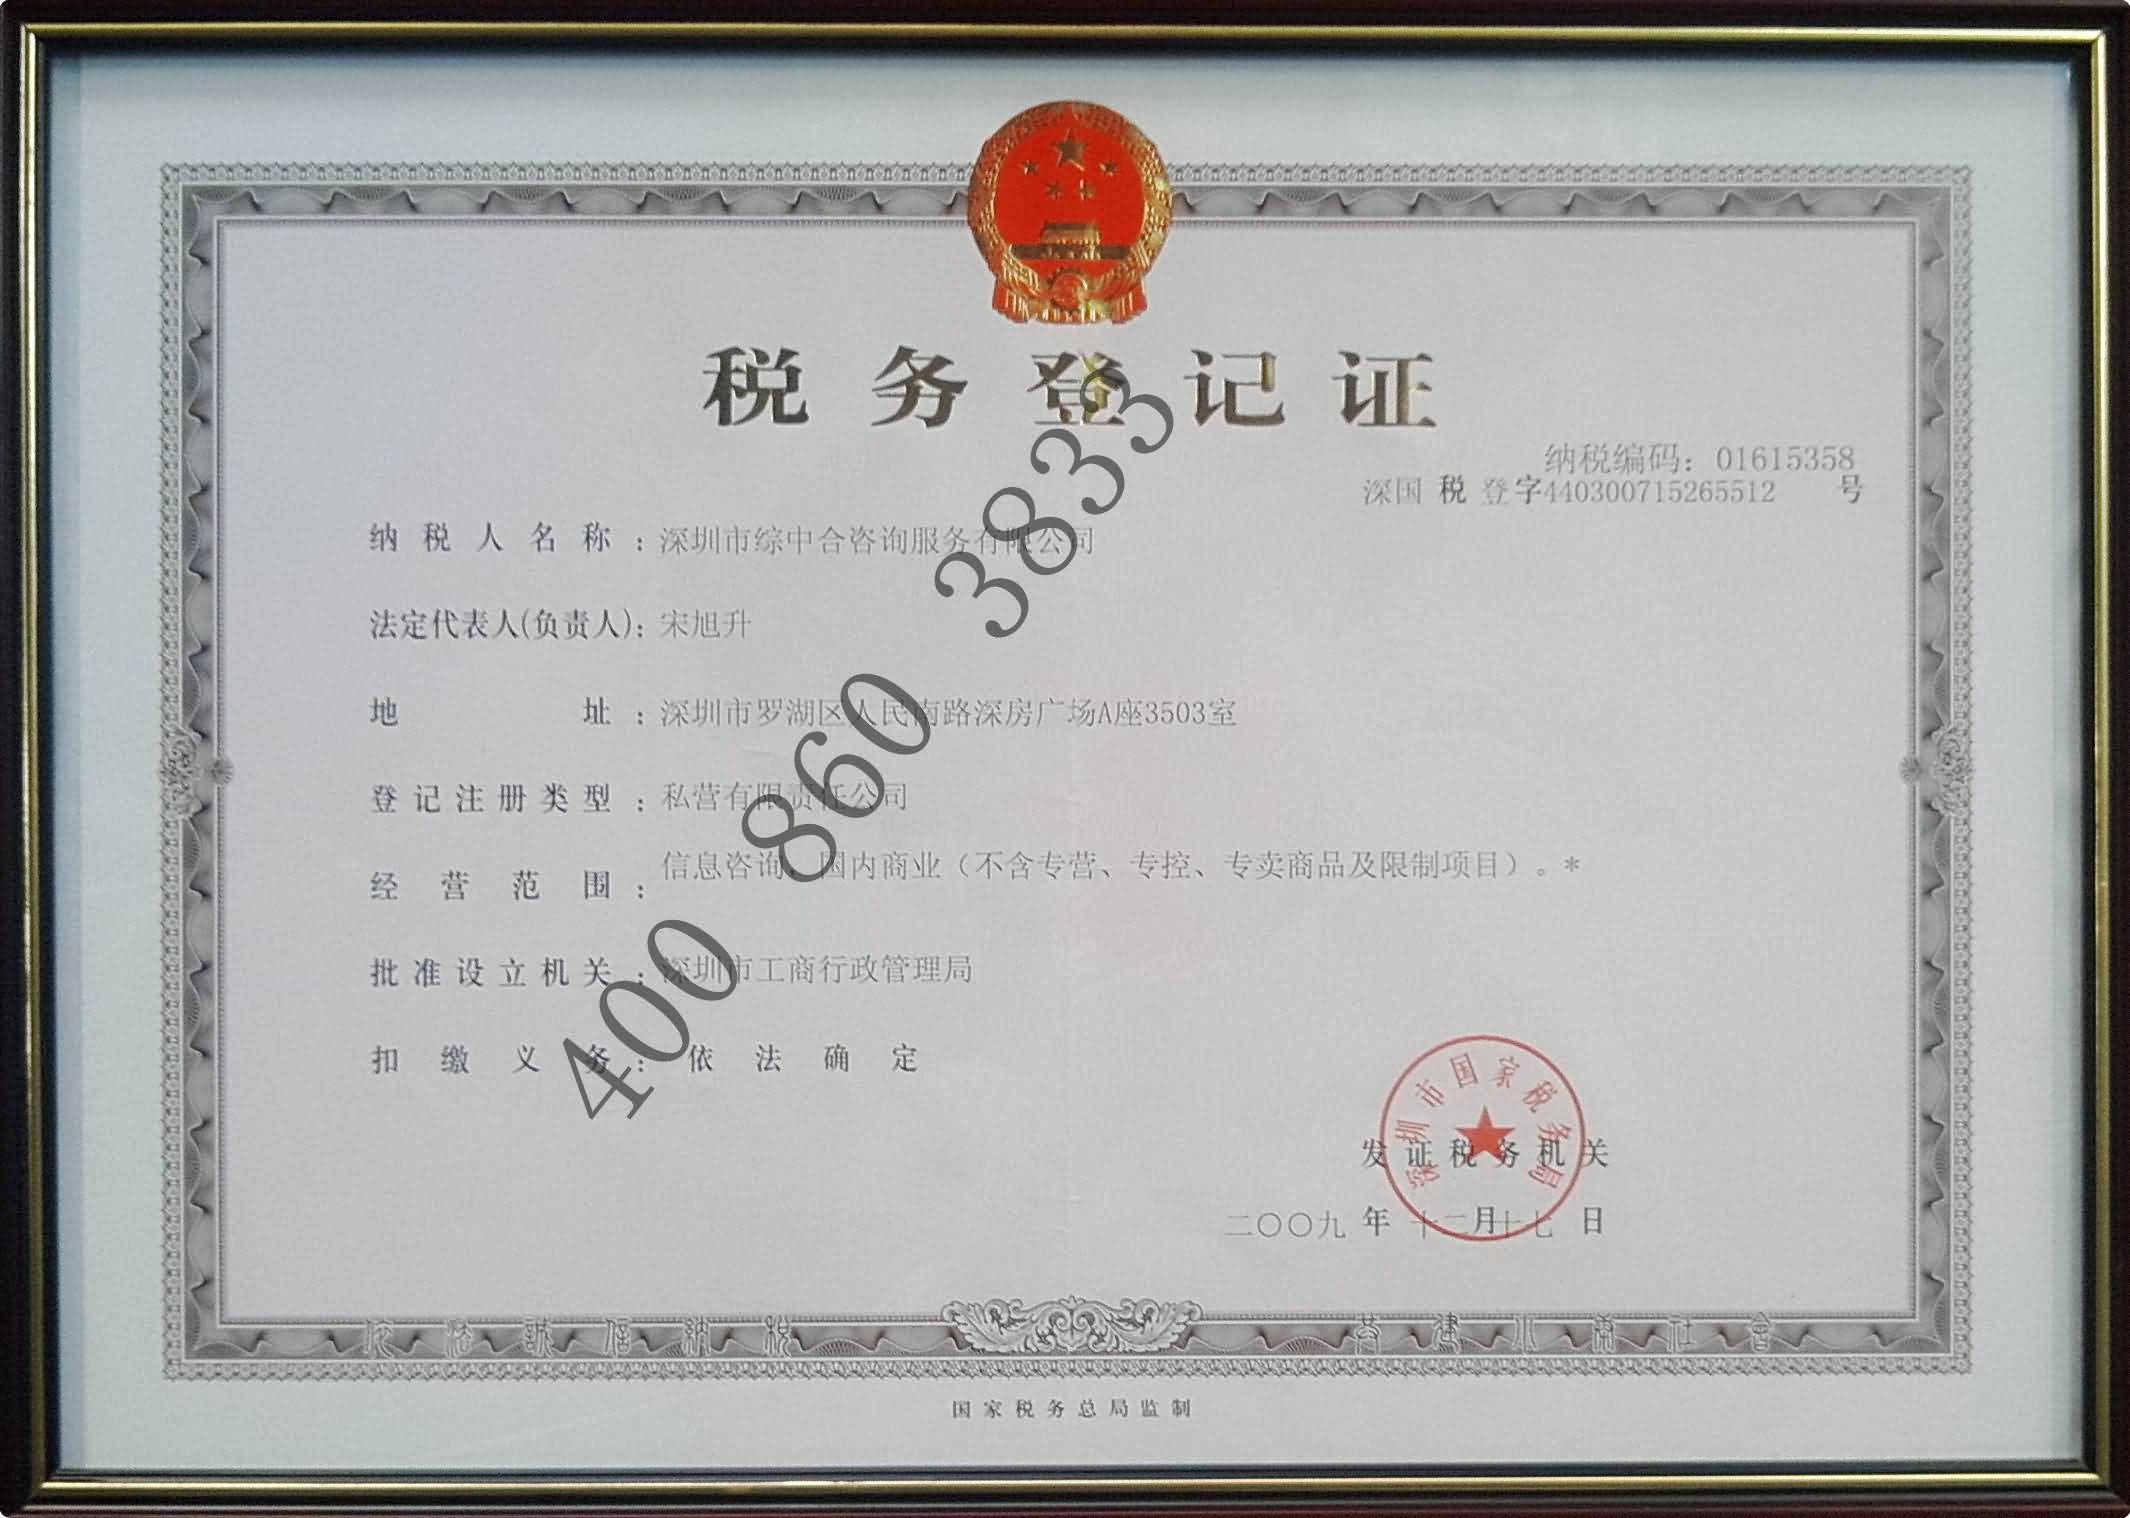 税务登记证
纳税编码：01615358
深国 税 登字440300715265512 号
纳税人名称：深圳市综中合咨询服务有限公司
法定代表人(负责人)：宋旭升
地址：深圳市罗湖区人民南路深房广场A座3503室
登记注册类型：私营有限责任公司
经营范围：信息咨询，国内商业（不含专营、专控、专卖商品及限制项目）。*
批准设立机关：深圳市工商行政管理局
扣缴义务：依法确定
400 860 3833
深圳市国家税务局
发证税务机关
二〇〇九 年 十二月十七 日
依法誠信納税 共建小康社會
国家税务总局监制